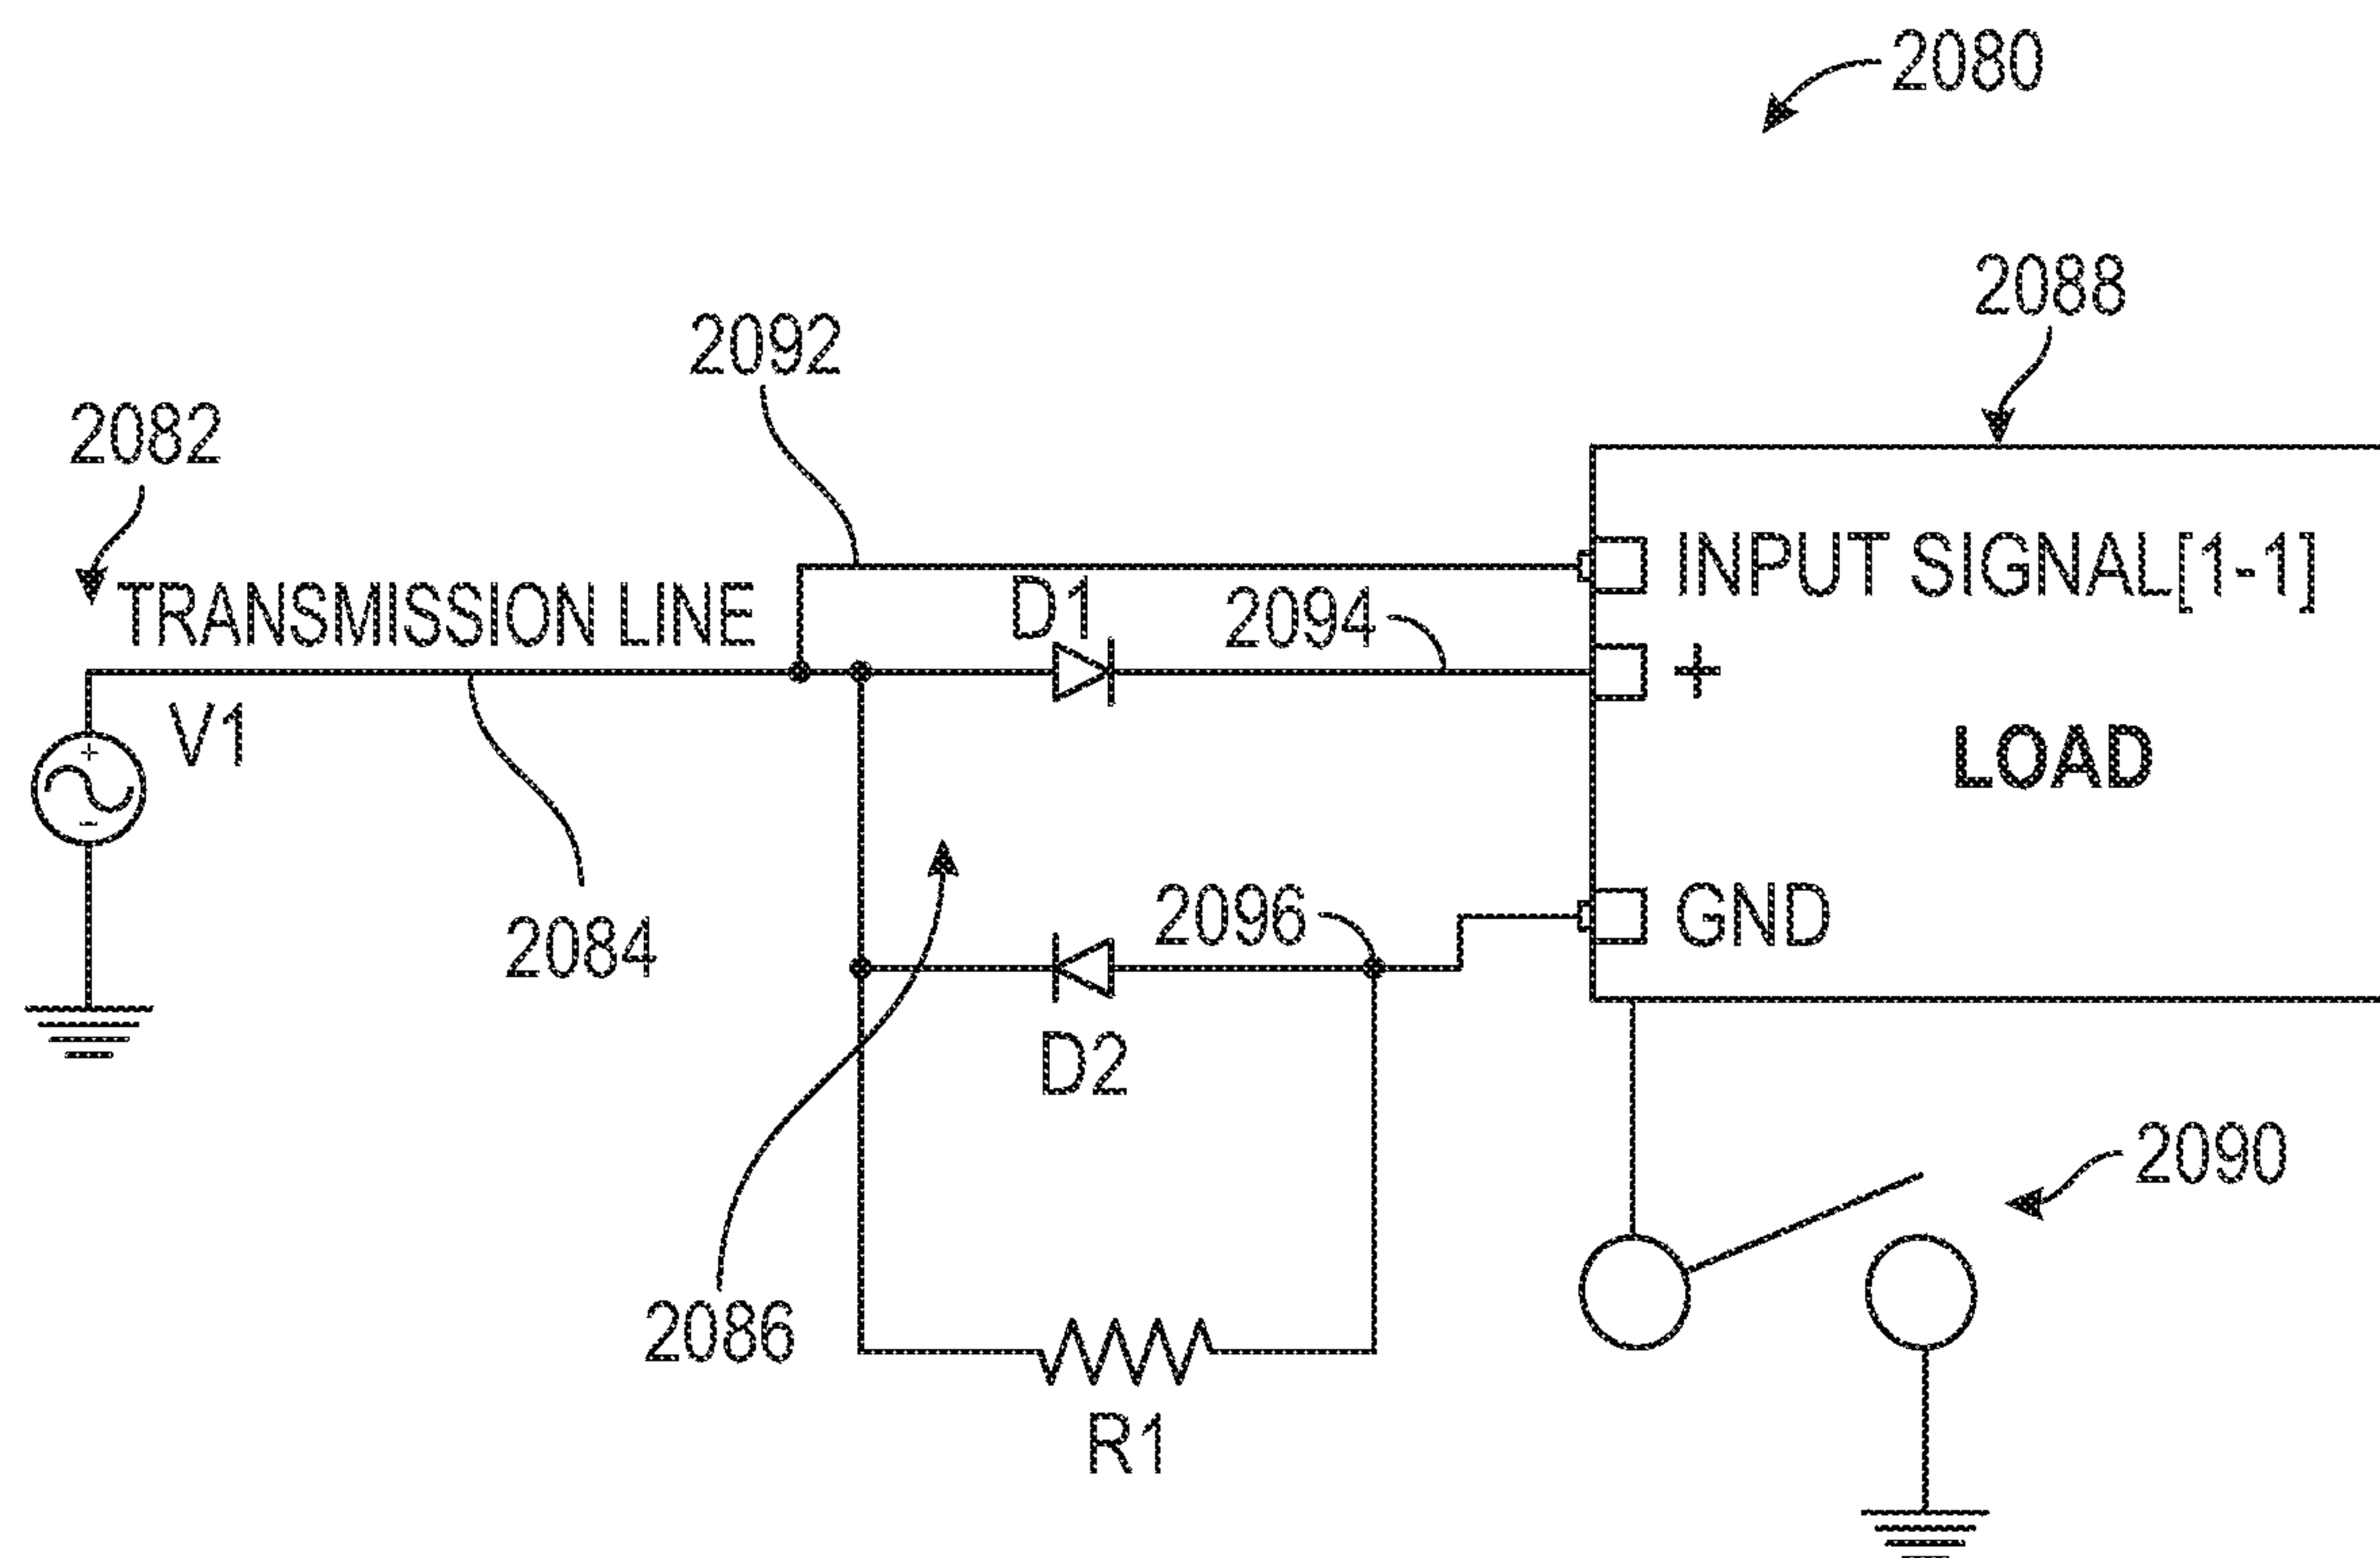 2080
2088
2092
2082
INPUT SIGNAL[1-1]
D1
2094
TRANSMISSION LINE
+
V1
+
LOAD
-
2096
GND
2084
D2
2090
2086
R1